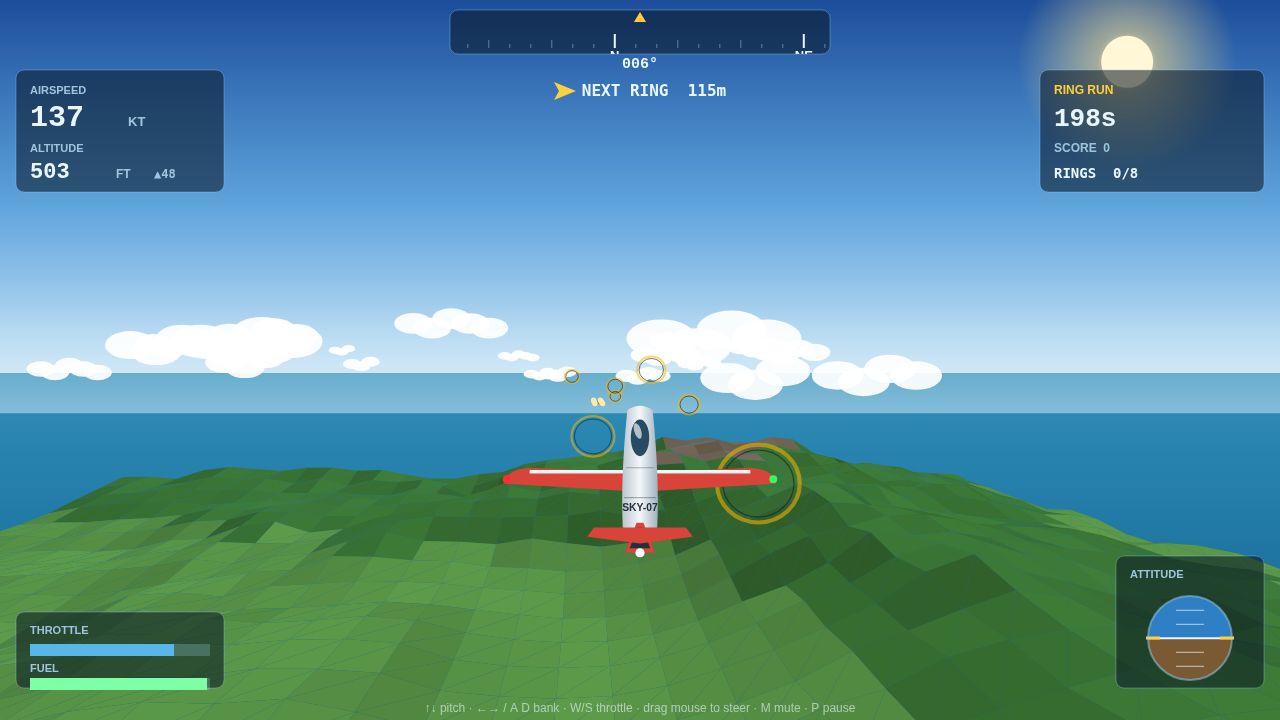 N NE
006°
NEXT RING 115m
AIRSPEED
137 KT
ALTITUDE
503 FT ▲48
RING RUN
198s
SCORE 0
RINGS 0/8
SKY-07
ATTITUDE
THROTTLE
FUEL
↑↓ pitch · ←→ / A D bank · W/S throttle · drag mouse to steer · M mute · P pause